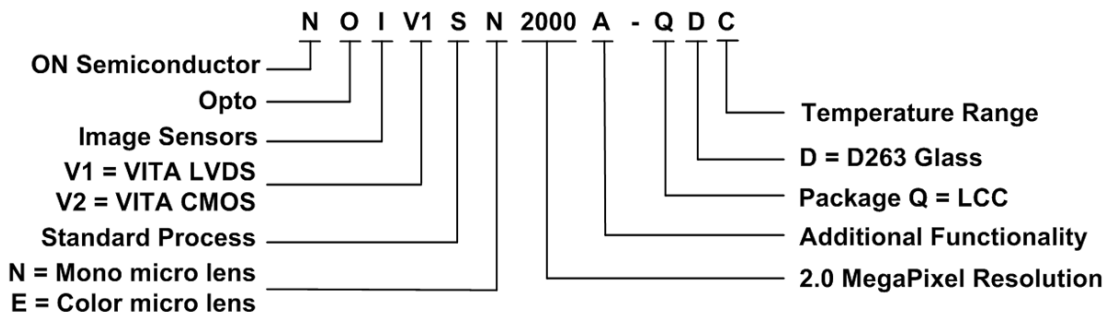 N O I V1 S N 2000 A - Q D C
ON Semiconductor
Opto
Image Sensors
V1 = VITA LVDS
V2 = VITA CMOS
Standard Process
N = Mono micro lens
E = Color micro lens
Temperature Range
D = D263 Glass
Package Q = LCC
Additional Functionality
2.0 MegaPixel Resolution